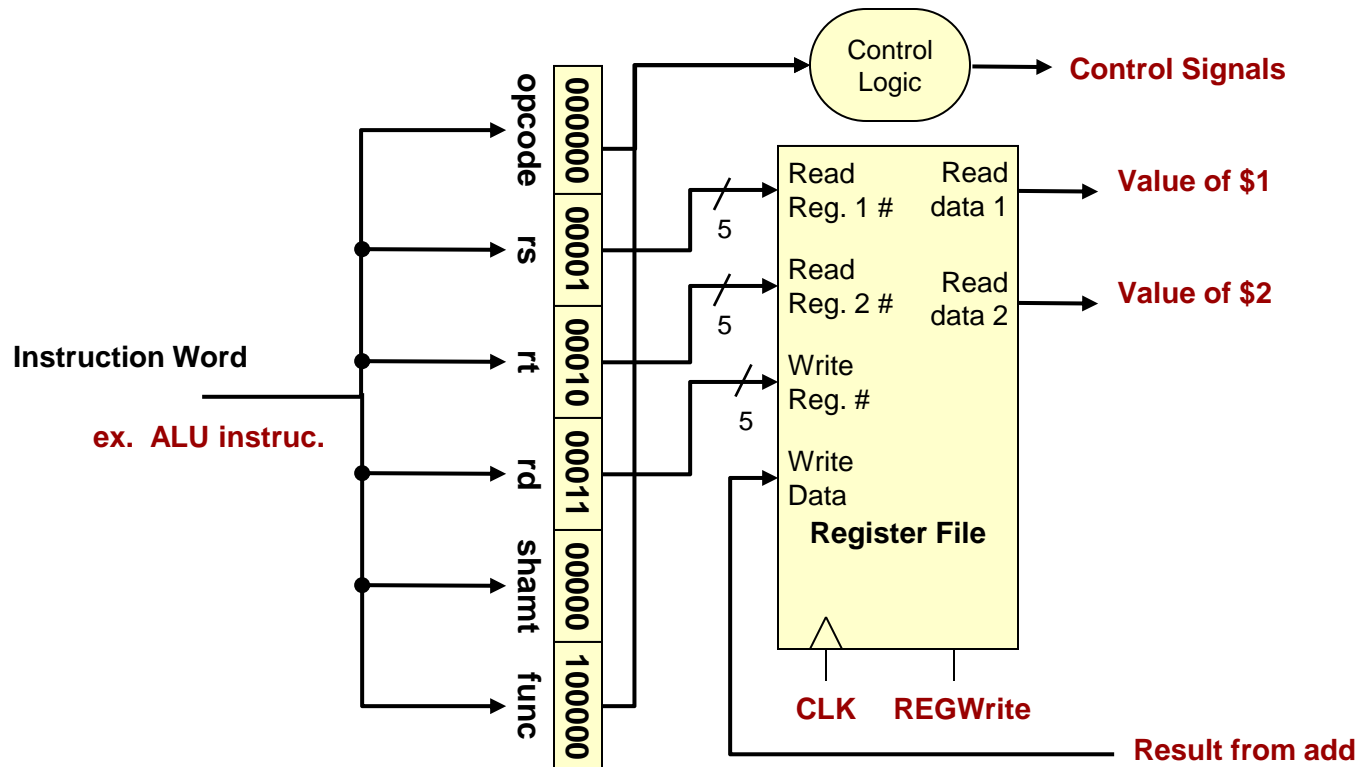 Control
Logic
Control Signals
opcode
000000
rs
00001
rt
00010
rd
00011
shamt
00000
func
100000
Instruction Word
ex. ALU instruc.
5
5
5
Read
Reg. 1 #
Read
data 1
Value of $1
Read
Reg. 2 #
Read
data 2
Value of $2
Write
Reg. #
Write
Data
Register File
CLK
REGWrite
Result from add